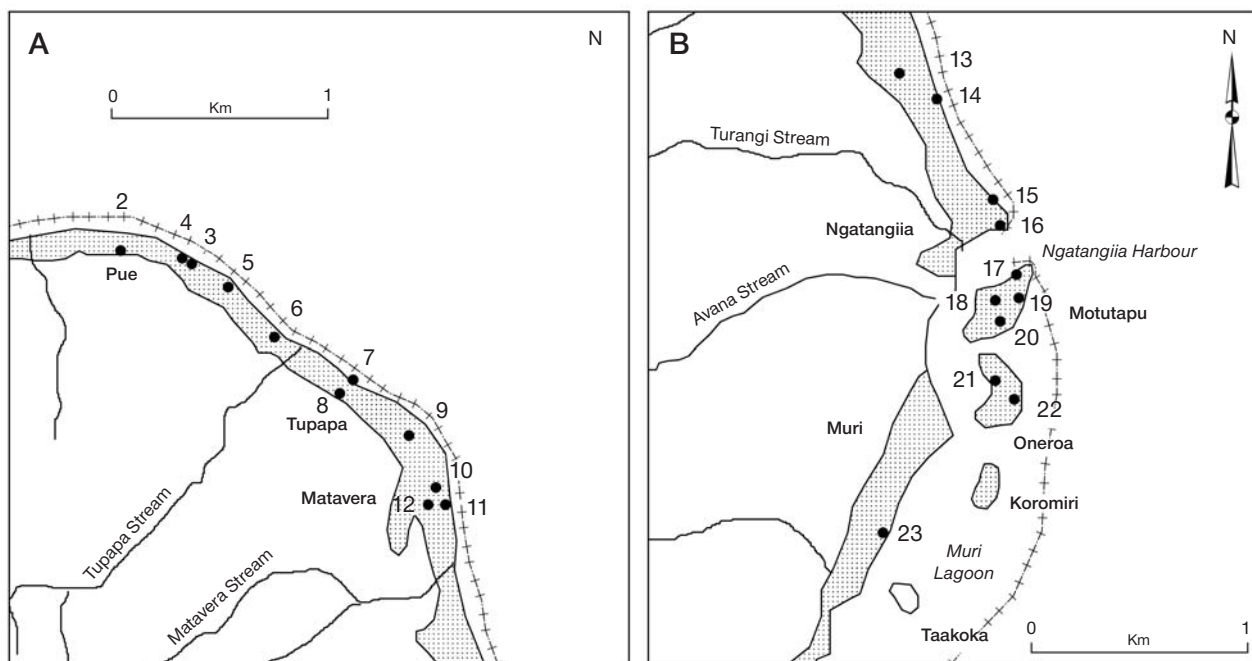 A
N
0
1
Km
2
4
3
5
Pue
6
7
8
Tupapa
9
10
Matavera
12
11
Tupapa Stream
Matavera Stream
B
N
13
14
Turangi Stream
15
16
Ngatangiia
Ngatangiia Harbour
17
Avana Stream
18
19
Motutapu
20
21
22
Muri
Oneroa
Koromiri
23
Muri
Lagoon
Taakoka
0
1
Km